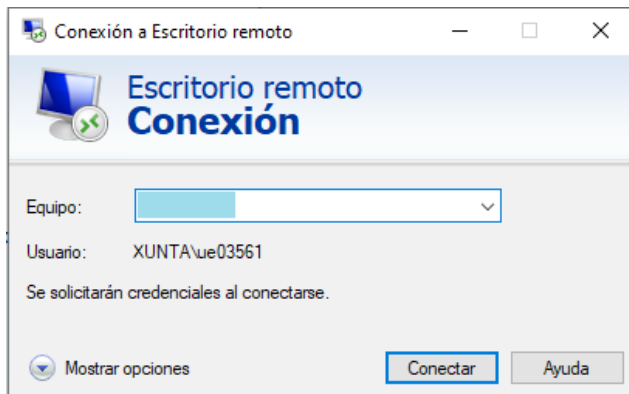 Conexión a Escritorio remoto
Escritorio remoto
Conexión
Equipo:
Usuario: XUNTA\ue03561
Se solicitarán credenciales al conectarse.
Mostrar opciones Conectar Ayuda